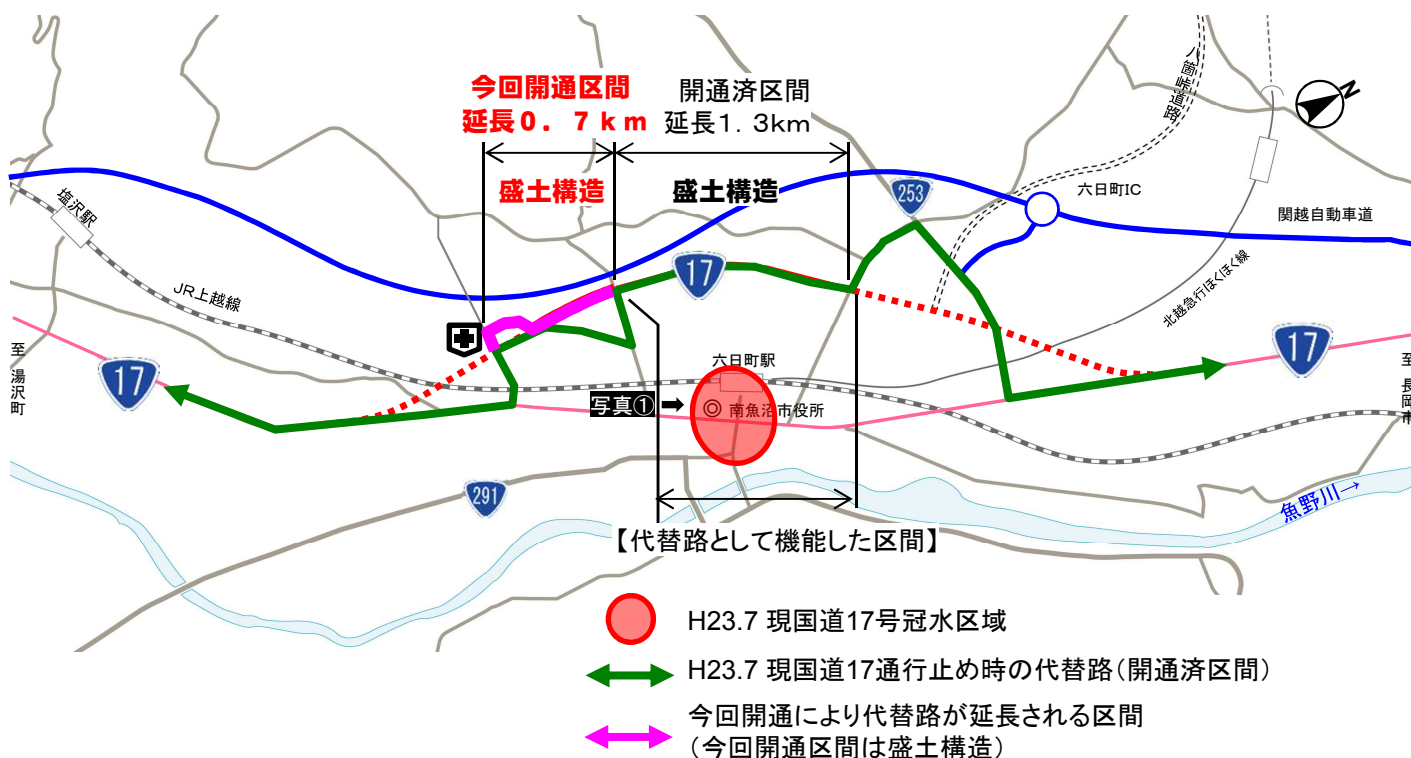 今回開通区間
延長0．7km
開通済区間
延長1．3km
盛土構造
盛土構造
八箇峠道路
N
253
六日町IC
関越自動車道
塩沢駅
JR上越線
17
北越急行ほくほく線
至 湯沢町
17
六日町駅
17
至 長岡市
写真①
南魚沼市役所
291
魚野川→
【代替路として機能した区間】
H23.7 現国道17号冠水区域
H23.7 現国道17通行止め時の代替路（開通済区間）
今回開通により代替路が延長される区間
（今回開通区間は盛土構造）